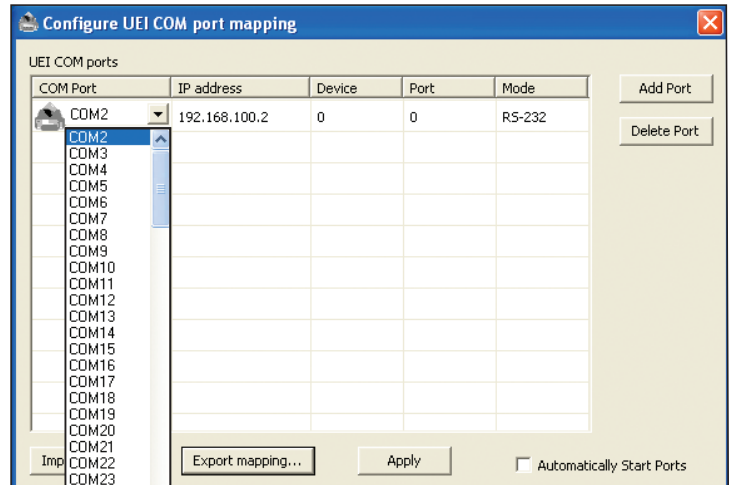 Configure UEI COM port mapping
UEI COM ports
COM Port IP address Device Port Mode
COM2 192.168.100.2 0 0 RS-232
Add Port
Delete Port
COM2
COM3
COM4
COM5
COM6
COM7
COM8
COM9
COM10
COM11
COM12
COM13
COM14
COM15
COM16
COM17
COM18
COM19
COM20
COM21
COM22
COM23
Imp
Export mapping...
Apply
Automatically Start Ports